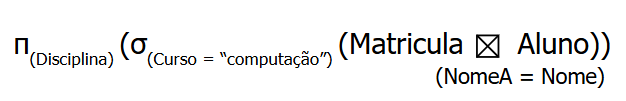 π(Disciplina) (σ(Curso = “computação”) (Matricula ⋈ Aluno))
(NomeA = Nome)